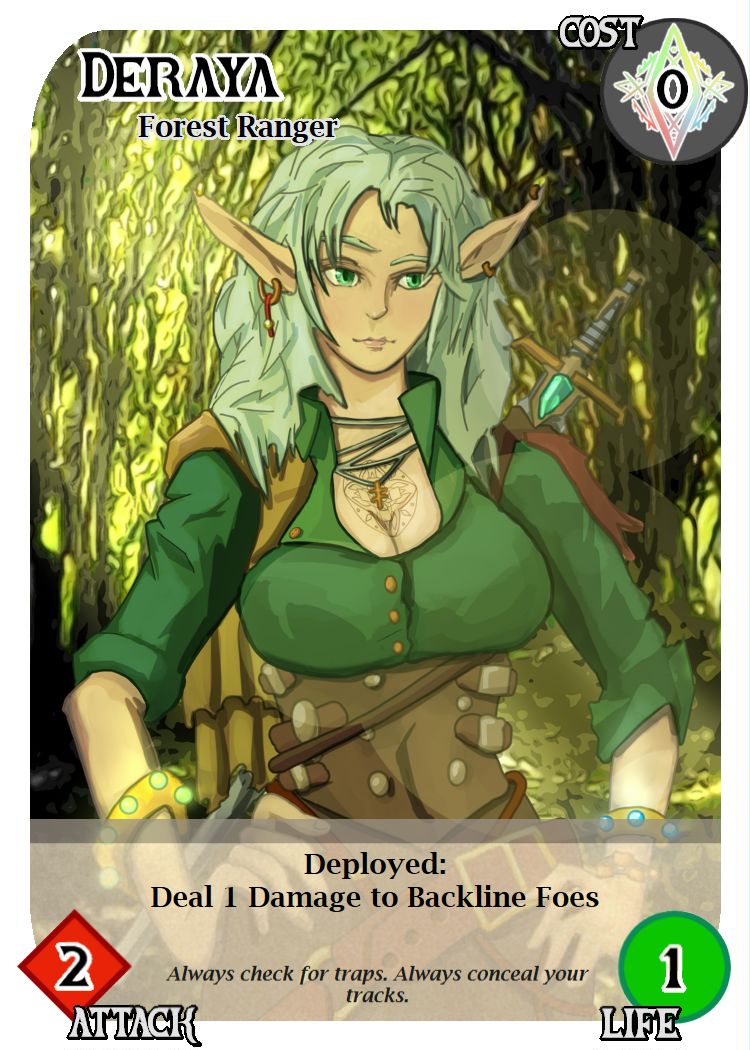 COST
DERAYA
0
Forest Ranger
Deployed:
Deal 1 Damage to Backline Foes
2
1
Always check for traps. Always conceal your
tracks.
ATTACK
LIFE